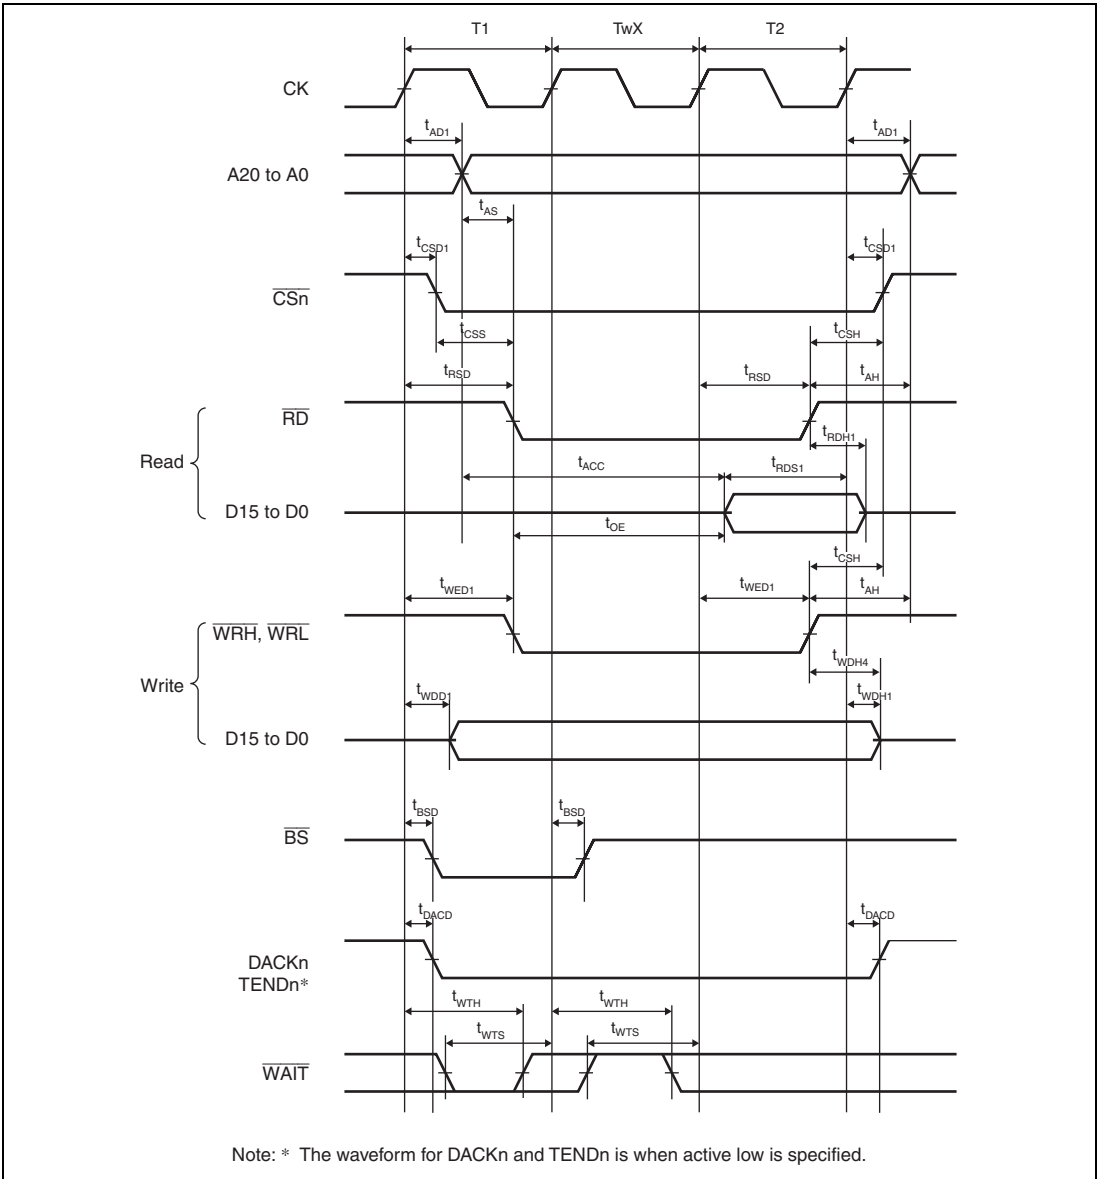 T1 TwX T2
CK
tAD1 tAD1
A20 to A0
tAS
tCSD1 tCSD1
CSn
tCSS tCSH
tRSD tRSD tAH
RD
tRDH1
Read
tACC tRDS1
D15 to D0
tOE
tCSH
tWED1 tWED1 tAH
WRH, WRL
tWDH4
Write
tWDD1 tWDH1
D15 to D0
tBSD tBSD
BS
tDACD tDACD
DACKn
TENDn*
tWTH tWTH
tWTS tWTS
WAIT
Note: * The waveform for DACKn and TENDn is when active low is specified.